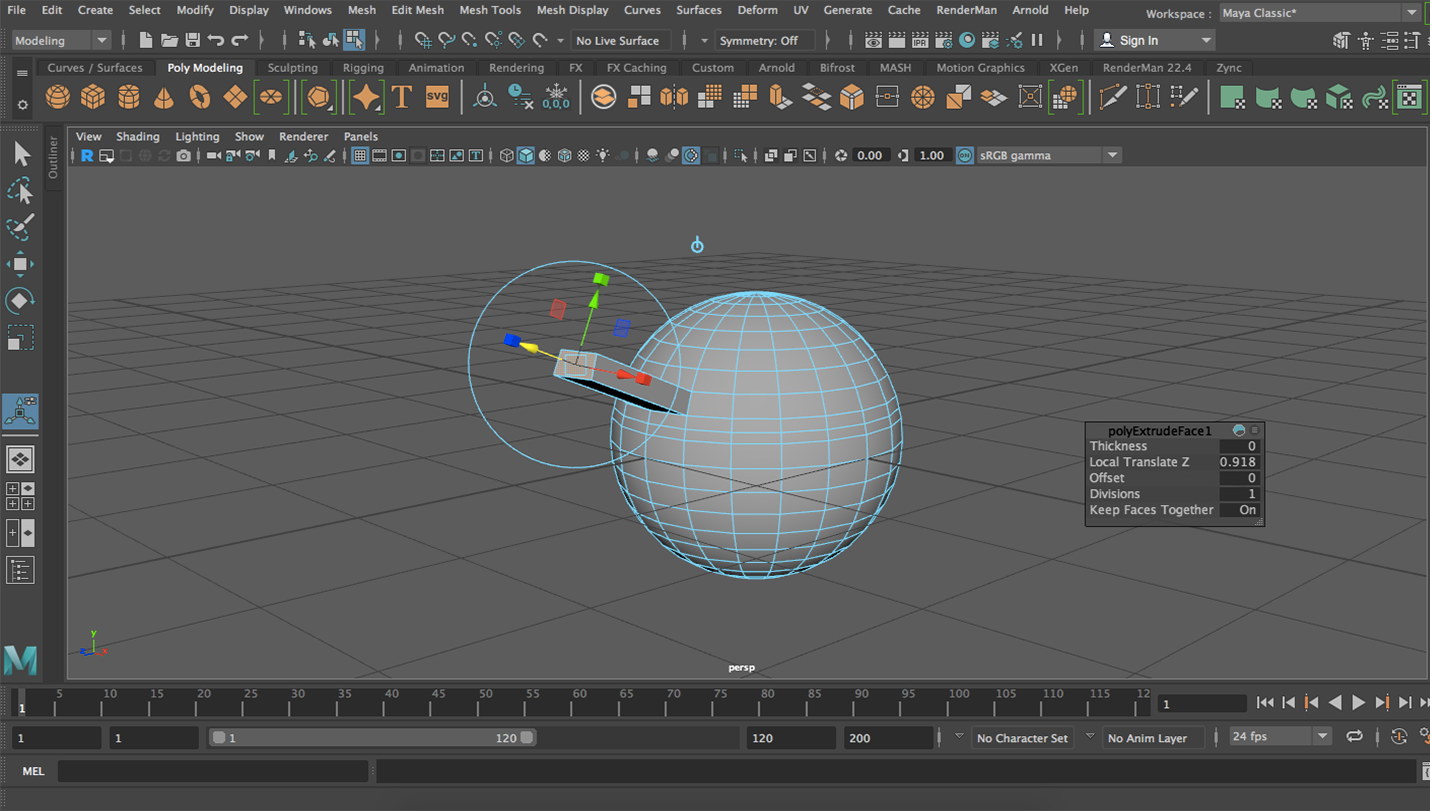 File Edit Create Select Modify Display Windows Mesh Edit Mesh Mesh Tools Mesh Display Curves Surfaces Deform UV Generate Cache RenderMan Arnold Help Workspace : Maya Classic*
Modeling No Live Surface Symmetry: Off IPR Sign In
Curves / Surfaces Poly Modeling Sculpting Rigging Animation Rendering FX FX Caching Custom Arnold Bifrost MASH Motion Graphics XGen RenderMan 22.4 Zync
T SVG 0,0,0
Outliner
View Shading Lighting Show Renderer Panels
R T 0.00 1.00 ON sRGB gamma
polyExtrudeFace1
Thickness 0
Local Translate Z 0.918
Offset 0
Divisions 1
Keep Faces Together On
y
z x
persp
M
1 5 10 15 20 25 30 35 40 45 50 55 60 65 70 75 80 85 90 95 100 105 110 115 12 1
1 1 1 120 120 200 No Character Set No Anim Layer 24 fps
MEL